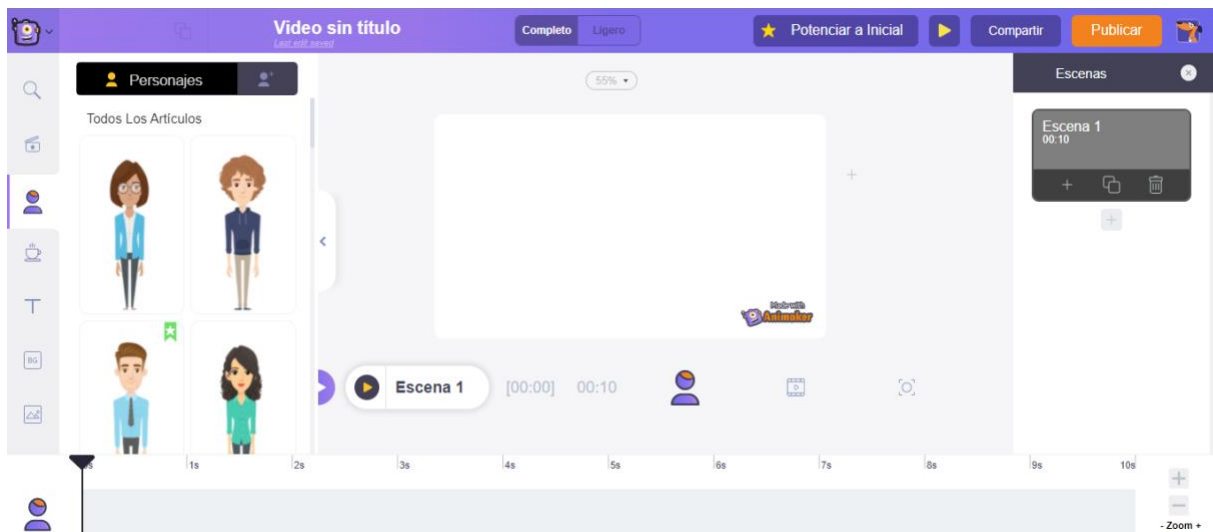 Video sin título
Last edit saved
Completo
Ligero
Potenciar a Inicial
Compartir
Publicar
Personajes
Todos Los Artículos
55%
Escenas
Escena 1
00:10
Made with
Animaker
BG
Escena 1
[00:00]
00:10
0s
1s
2s
3s
4s
5s
6s
7s
8s
9s
10s
- Zoom +